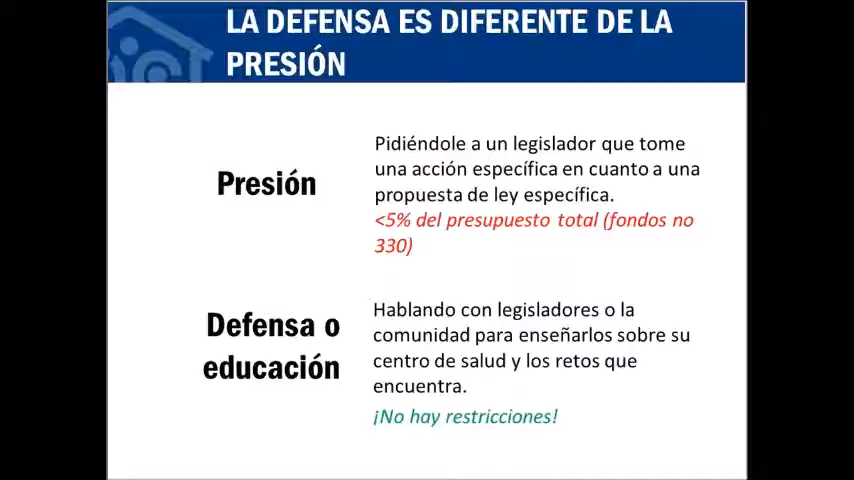 LA DEFENSA ES DIFERENTE DE LA
PRESIÓN
Presión
Pidiéndole a un legislador que tome
una acción específica en cuanto a una
propuesta de ley específica.
<5% del presupuesto total (fondos no
330)
Defensa o
educación
Hablando con legisladores o la
comunidad para enseñarlos sobre su
centro de salud y los retos que
encuentra.
¡No hay restricciones!